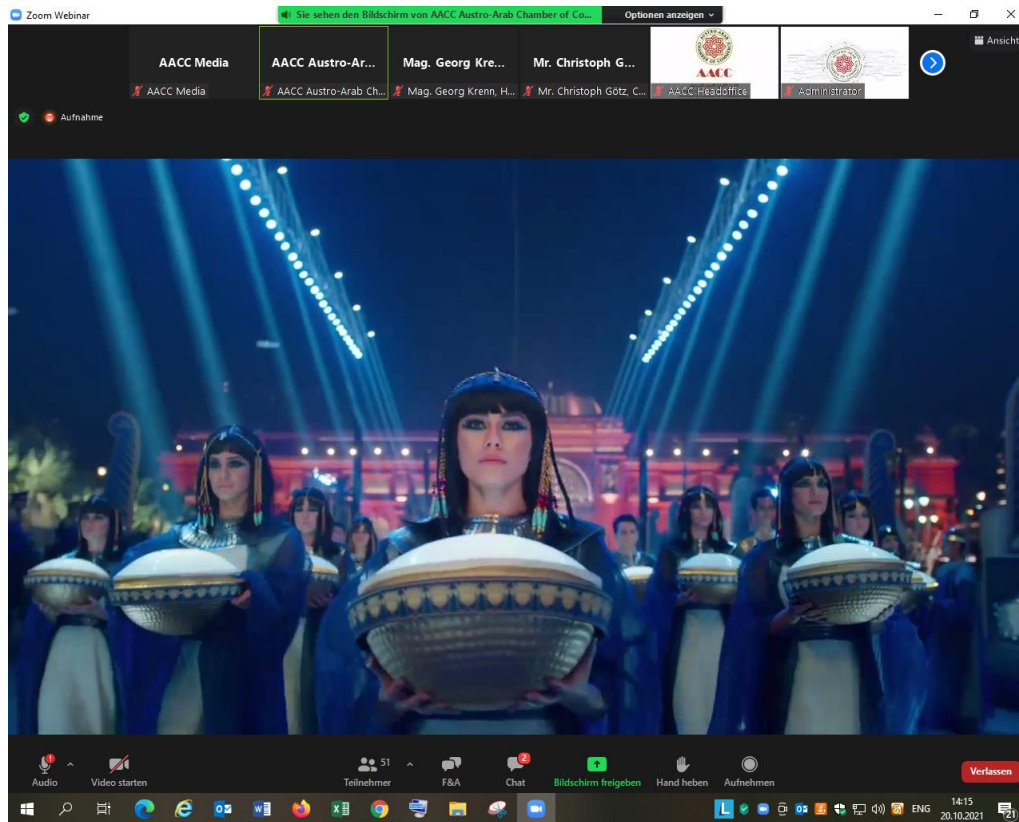 Zoom Webinar
Sie sehen den Bildschirm von AACC Austro-Arab Chamber of Co...
Optionen anzeigen
Ansicht
AACC Media
AACC Austro-Ar...
Mag. Georg Kre...
Mr. Christoph G...
AACC
AACC Media
AACC Austro-Arab Ch...
Mag. Georg Krenn, H...
Mr. Christoph Götz, C...
AACC Headoffice
Administrator
Aufnahme
51
2
Audio
Video starten
Teilnehmer
F&A
Chat
Bildschirm freigeben
Hand heben
Aufnehmen
Verlassen
ENG
14:15
20.10.2021
21